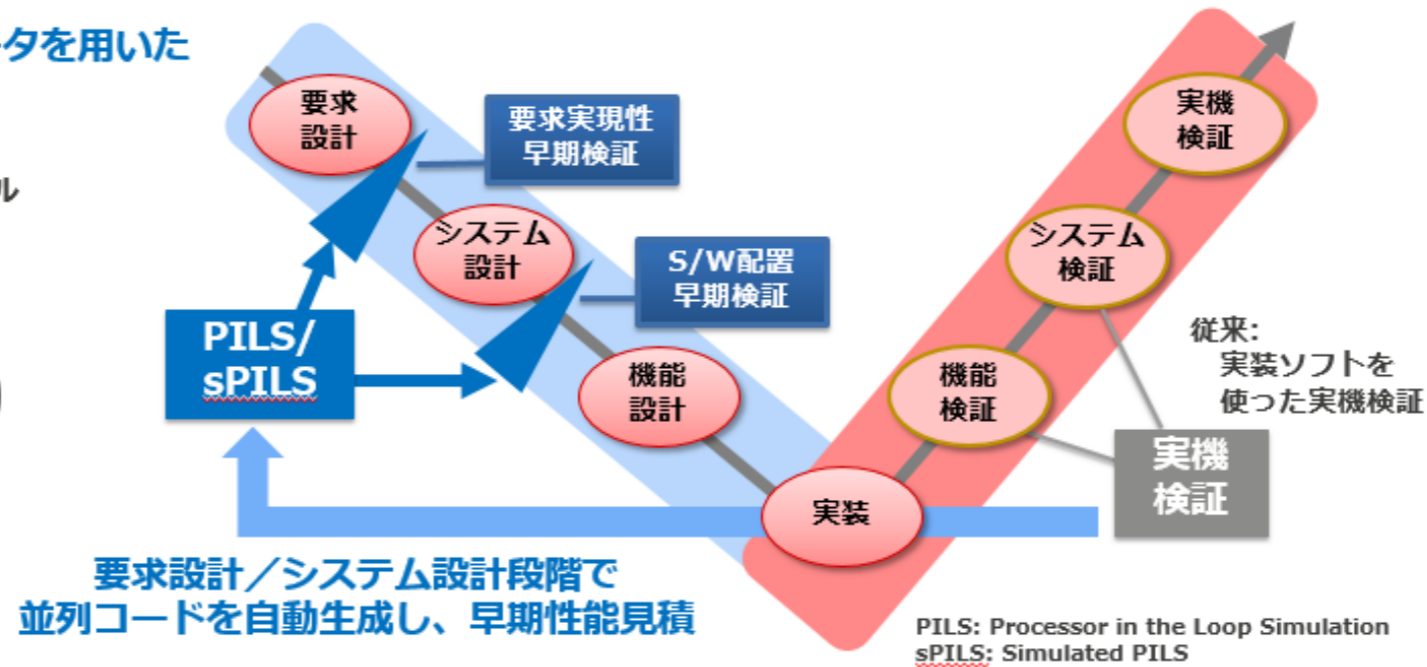 タを用いた
ル
要求
設計
要求実現性
早期検証
システム
設計
S/W配置
早期検証
PILS/
sPILS
機能
設計
実装
機能
検証
システム
検証
実機
検証
従来:
実装ソフトを
使った実機検証
実機
検証
要求設計／システム設計段階で
並列コードを自動生成し、早期性能見積
PILS: Processor in the Loop Simulation
sPILS: Simulated PILS